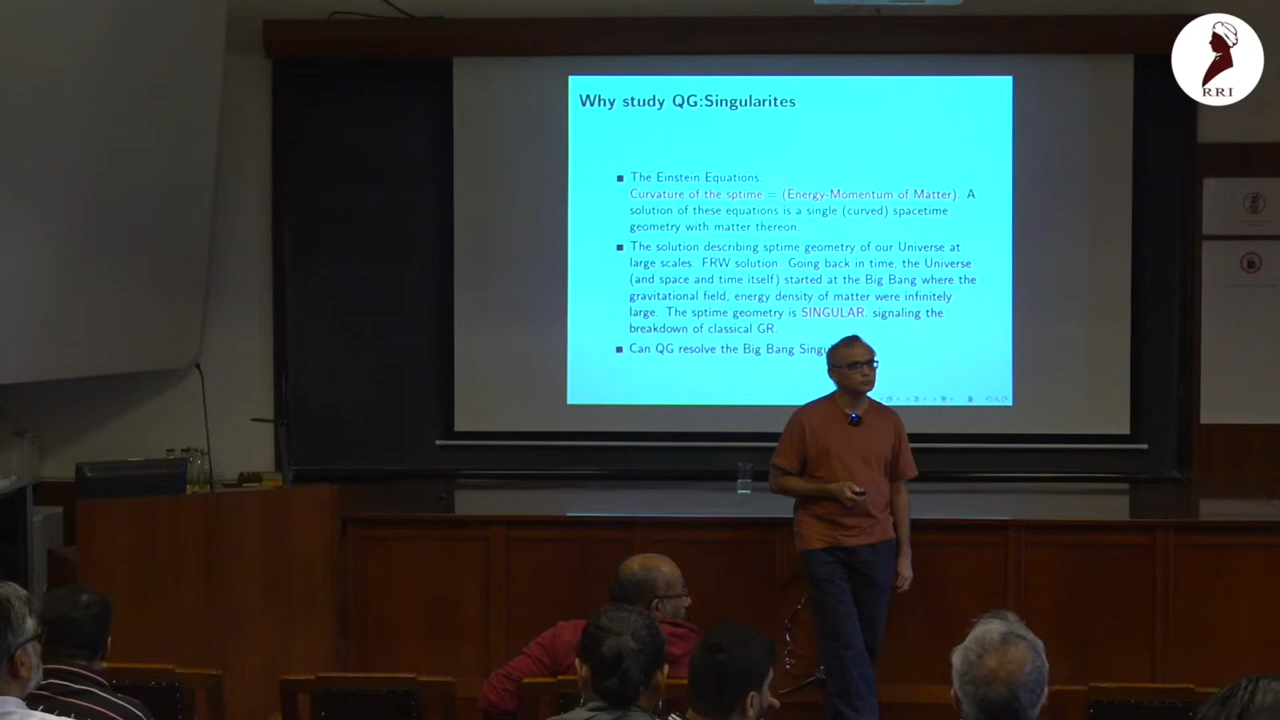 RRI
Why study QG:Singularites
The Einstein Equations
Curvature of the sptime = (Energy-Momentum of Matter). A
solution of these equations is a single (curved) spacetime
geometry with matter thereon.
The solution describing sptime geometry of our Universe at
large scales: FRW solution. Going back in time, the Universe
(and space and time itself) started at the Big Bang where the
gravitational field, energy density of matter were infinitely
large. The sptime geometry is SINGULAR. signaling the
breakdown of classical GR.
Can QG resolve the Big Bang